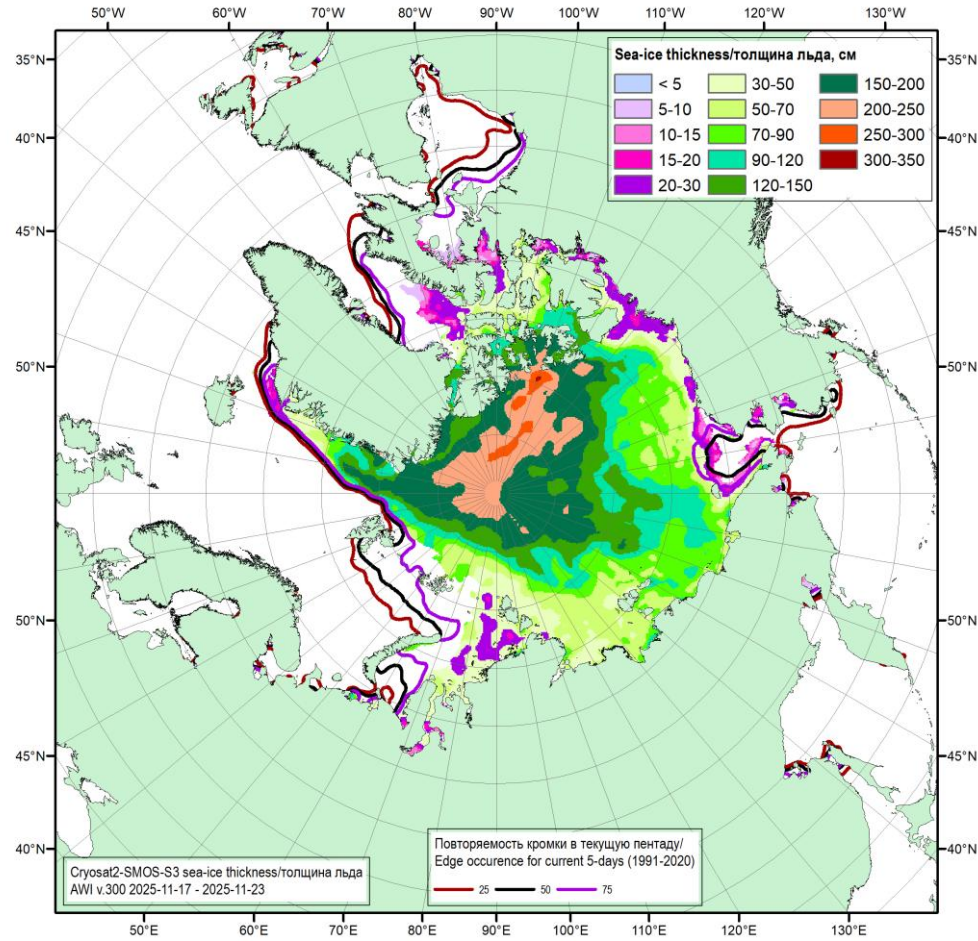 50°W 60°W 70°W 80°W 90°W 100°W 110°W 120°W 130°W
35°N 35°N
40°N 40°N
45°N 45°N
50°N 50°N
50°N 50°N
45°N 45°N
40°N 40°N
50°E 60°E 70°E 80°E 90°E 100°E 110°E 120°E 130°E
Sea-ice thickness/толщина льда, см
< 5 30-50 150-200
5-10 50-70 200-250
10-15 70-90 250-300
15-20 90-120 300-350
20-30 120-150
Cryosat2-SMOS-S3 sea-ice thickness/толщина льда
AWI v.300 2025-11-17 - 2025-11-23
Повторяемость кромки в текущую пентаду/
Edge occurence for current 5-days (1991-2020)
25 50 75